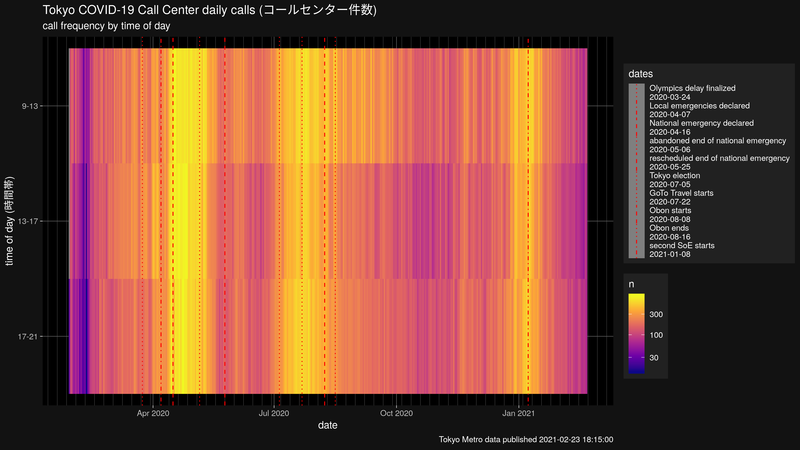 Tokyo COVID-19 Call Center daily calls (コールセンター件数)
call frequency by time of day
time of day (時間帯)
9-13
13-17
17-21
Apr 2020
Jul 2020
Oct 2020
Jan 2021
date
Tokyo Metro data published 2021-02-23 18:15:00
dates
Olympics delay finalized
2020-03-24
Local emergencies declared
2020-04-07
National emergency declared
2020-04-16
abandoned end of national emergency
2020-05-06
rescheduled end of national emergency
2020-05-25
Tokyo election
2020-07-05
GoTo Travel starts
2020-07-22
Obon starts
2020-08-08
Obon ends
2020-08-16
second SoE starts
2021-01-08
n
300
100
30